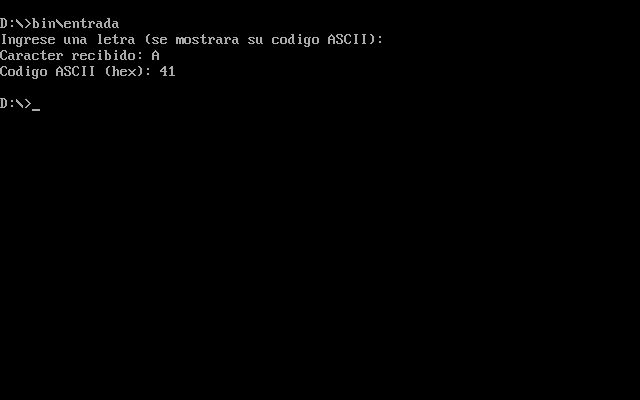 D:\>bin\entrada
Ingrese una letra (se mostrara su codigo ASCII):
Caracter recibido: A
Codigo ASCII (hex): 41
D:\>_